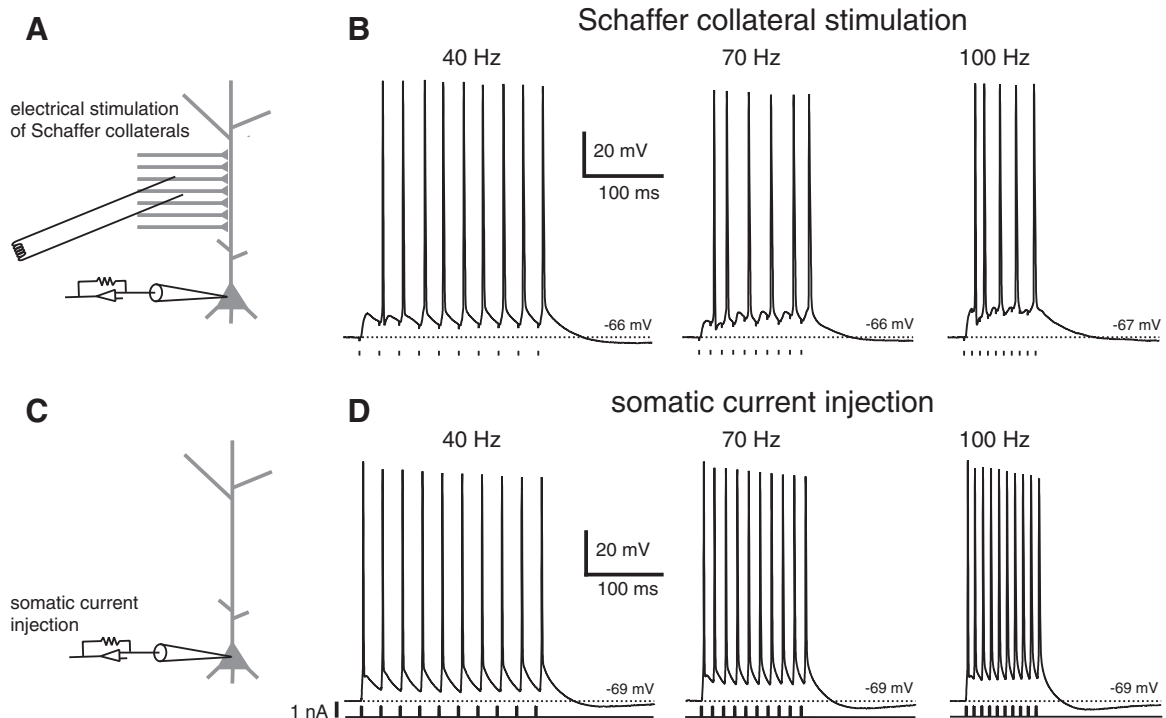 A
B
Schaffer collateral stimulation
40 Hz
70 Hz
100 Hz
electrical stimulation
of Schaffer collaterals
20 mV
100 ms
-66 mV
-66 mV
-67 mV
C
D
somatic current injection
40 Hz
70 Hz
100 Hz
20 mV
100 ms
somatic current
injection
-69 mV
-69 mV
-69 mV
1 nA